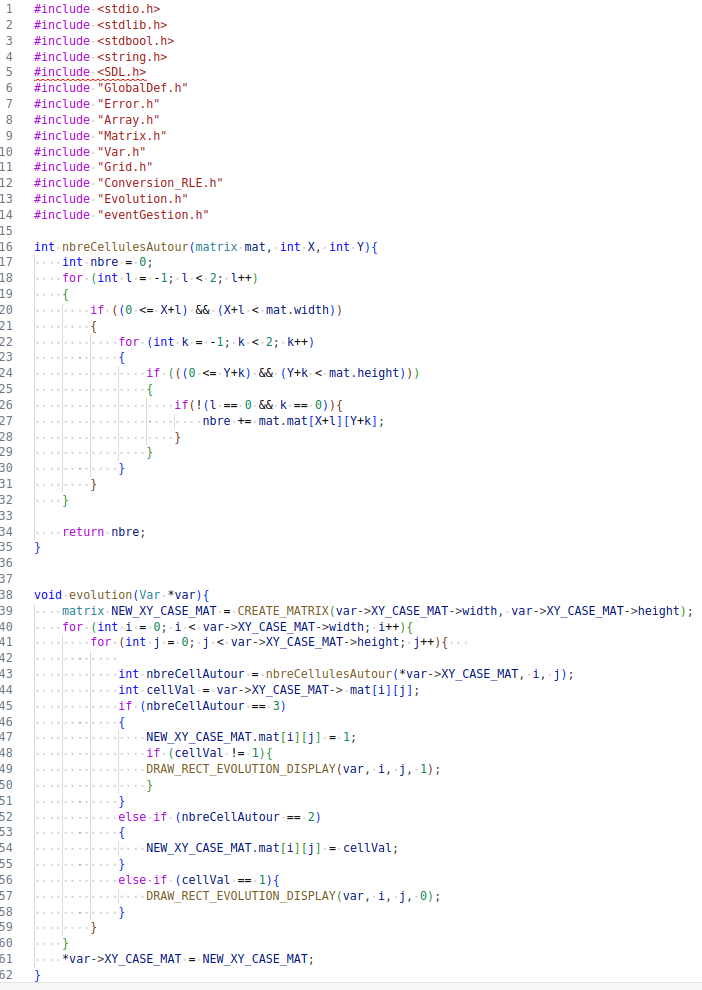 1 #include <stdio.h>
2 #include <stdlib.h>
3 #include <stdbool.h>
4 #include <string.h>
5 #include <SDL.h>
6 #include "GlobalDef.h"
7 #include "Error.h"
8 #include "Array.h"
9 #include "Matrix.h"
10 #include "Var.h"
11 #include "Grid.h"
12 #include "Conversion_RLE.h"
13 #include "Evolution.h"
14 #include "eventGestion.h"
15
16 int nbreCellulesAutour(matrix mat, int X, int Y){
17     int nbre = 0;
18     for (int l = -1; l < 2; l++)
19     {
20         if ((0 <= X+l) && (X+l < mat.width))
21         {
22             for (int k = -1; k < 2; k++)
23             {
24                 if (((0 <= Y+k) && (Y+k < mat.height)))
25                 {
26                     if(!(l == 0 && k == 0)){
27                         nbre += mat.mat[X+l][Y+k];
28                     }
29                 }
30             }
31         }
32     }
33
34     return nbre;
35 }
36
37
38 void evolution(Var *var){
39     matrix NEW_XY_CASE_MAT = CREATE_MATRIX(var->XY_CASE_MAT->width, var->XY_CASE_MAT->height);
40     for (int i = 0; i < var->XY_CASE_MAT->width; i++){
41         for (int j = 0; j < var->XY_CASE_MAT->height; j++){
42
43             int nbreCellAutour = nbreCellulesAutour(*var->XY_CASE_MAT, i, j);
44             int cellVal = var->XY_CASE_MAT-> mat[i][j];
45             if (nbreCellAutour == 3)
46             {
47                 NEW_XY_CASE_MAT.mat[i][j] = 1;
48                 if (cellVal != 1){
49                 DRAW_RECT_EVOLUTION_DISPLAY(var, i, j, 1);
50                 }
51             }
52             else if (nbreCellAutour == 2)
53             {
54                 NEW_XY_CASE_MAT.mat[i][j] = cellVal;
55             }
56             else if (cellVal == 1){
57                 DRAW_RECT_EVOLUTION_DISPLAY(var, i, j, 0);
58             }
59         }
60     }
61     *var->XY_CASE_MAT = NEW_XY_CASE_MAT;
62 }